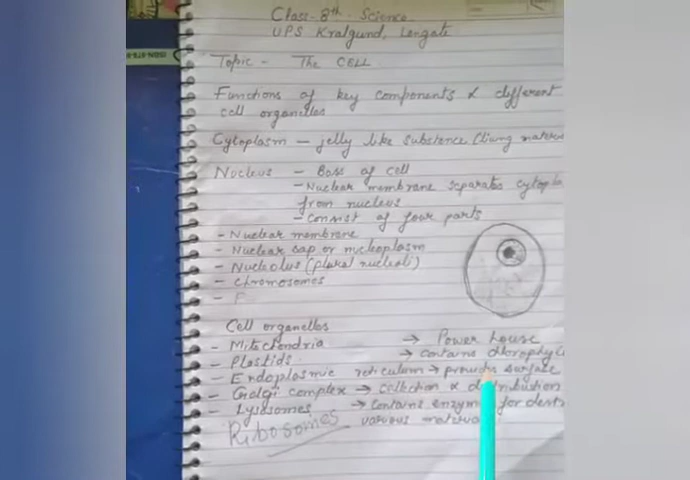 Class-8th-Science
UPS Kralgund, Langate
Topic - The CELL
Functions of key components & different
cell organelles
Cytoplasm - jelly like substance (living
Nucleus - Boss of cell
- Nuclear membrane separates
from nucleus
- consist of four parts
- Nuclear membrane
- Nuclear sap or nucleoplasm
- Nucleolus (plural nucleoli)
- Chromosomes
Cell organelles
- Mitochondria → Power house
- Plastids → contains
- Endoplasmic reticulum → provides surface
- Golgi complex → collection & distribution
- Lysosomes → contains for
various
Ribosomes